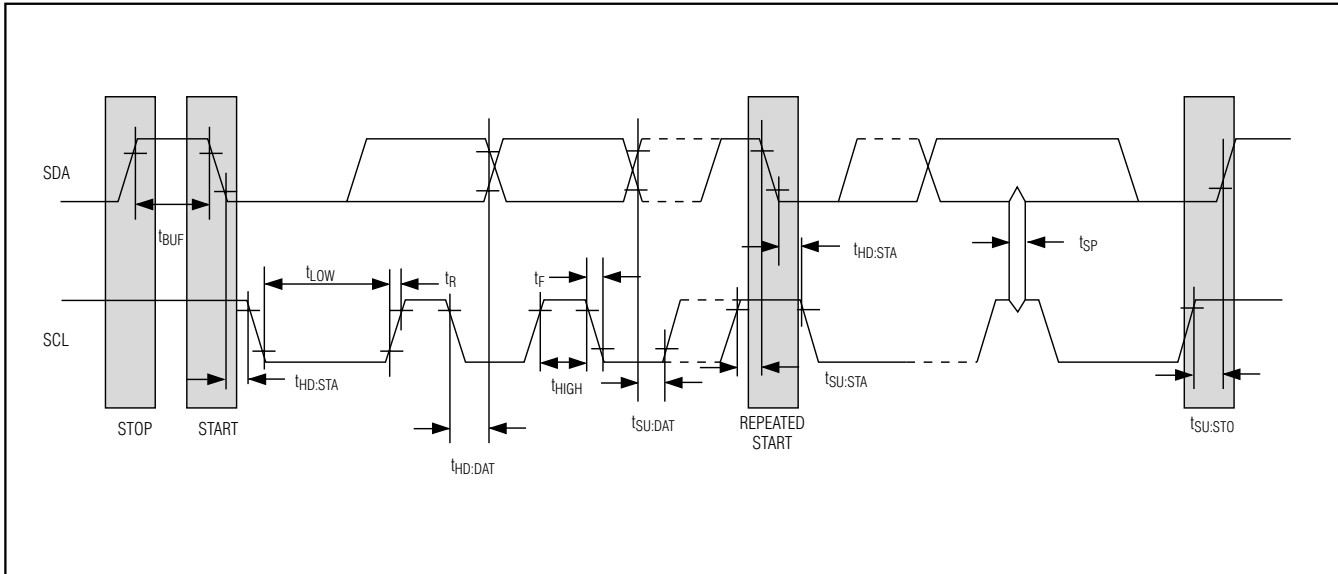 SDA
tBUF
tLOW
tR
tF
tHD:STA
tSP
SCL
tHD:STA
tHIGH
tSU:STA
tSU:DAT
tSU:STO
STOP
START
REPEATED
START
tHD:DAT